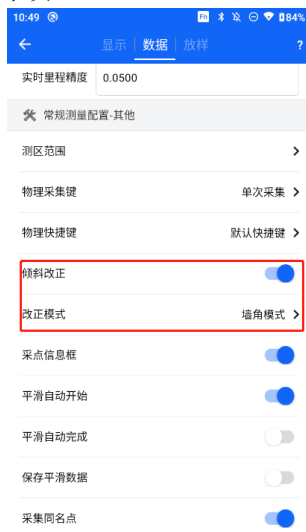 10:49 84%
显示 数据 放样 ?
实时里程精度 0.0500
常规测量配置-其他
测区范围
物理采集键 单次采集
物理快捷键 默认快捷键
倾斜改正
改正模式 墙角模式
采点信息框
平滑自动开始
平滑自动完成
保存平滑数据
采集同名点